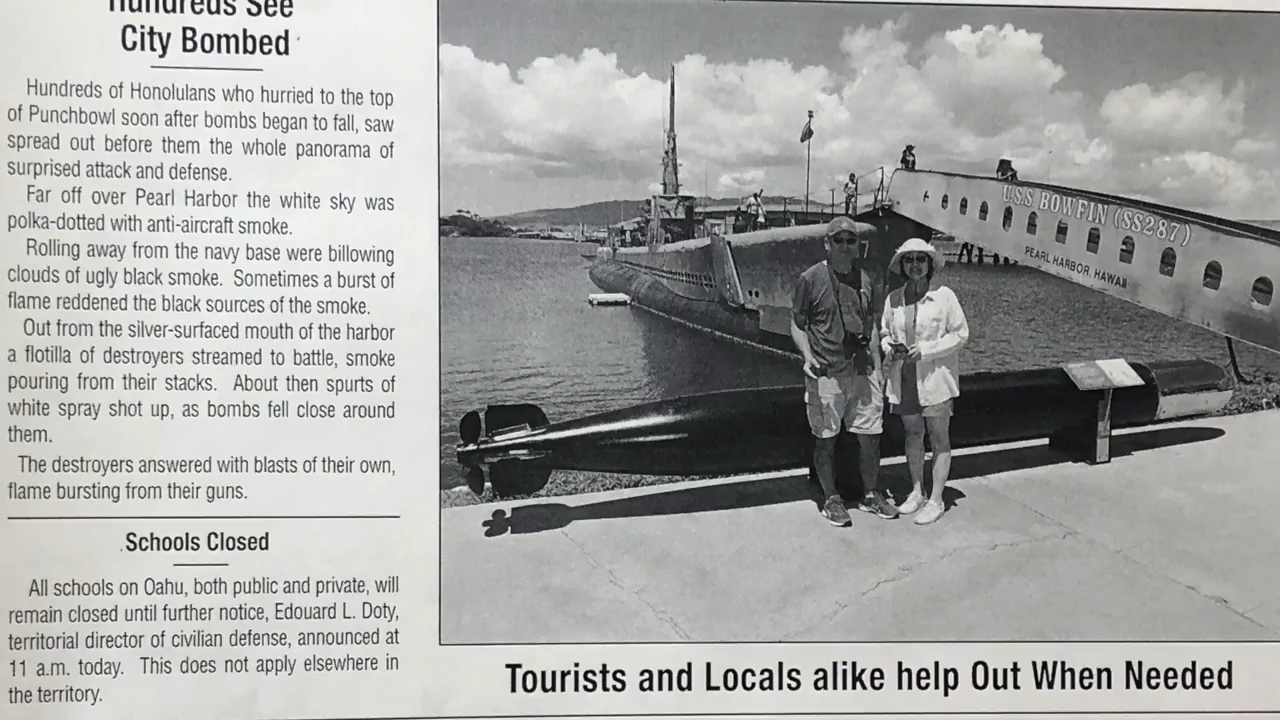 Hundreds See
City Bombed
Hundreds of Honolulans who hurried to the top
of Punchbowl soon after bombs began to fall, saw
spread out before them the whole panorama of
surprised attack and defense.
Far off over Pearl Harbor the white sky was
polka-dotted with anti-aircraft smoke.
Rolling away from the navy base were billowing
clouds of ugly black smoke. Sometimes a burst of
flame reddened the black sources of the smoke.
Out from the silver-surfaced mouth of the harbor
a flotilla of destroyers streamed to battle, smoke
pouring from their stacks. About then spurts of
white spray shot up, as bombs fell close around
them.
The destroyers answered with blasts of their own,
flame bursting from their guns.
Schools Closed
All schools on Oahu, both public and private, will
remain closed until further notice, Edouard L. Doty,
territorial director of civilian defense, announced at
11 a.m. today. This does not apply elsewhere in
the territory.
U.S.S. BOWFIN (SS287)
PEARL HARBOR, HAWAII
Tourists and Locals alike help Out When Needed